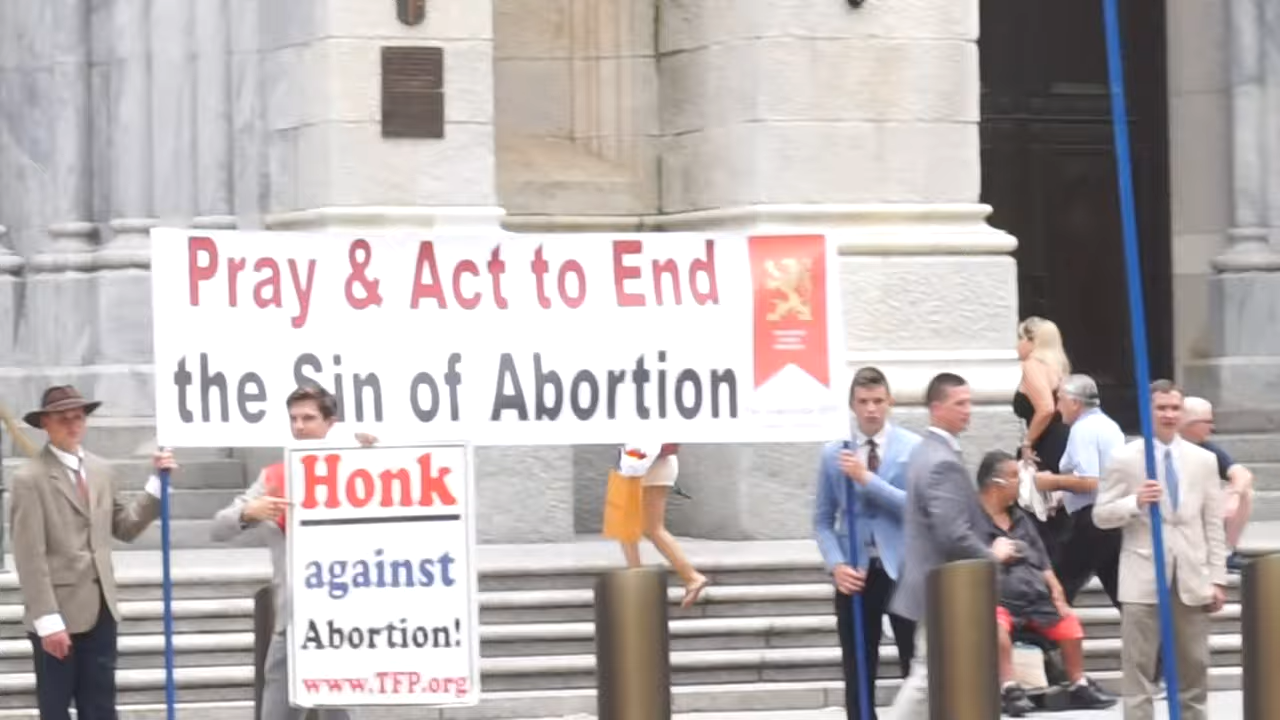 Pray & Act to End
the Sin of Abortion
Honk
against
Abortion!
www.TFP.org